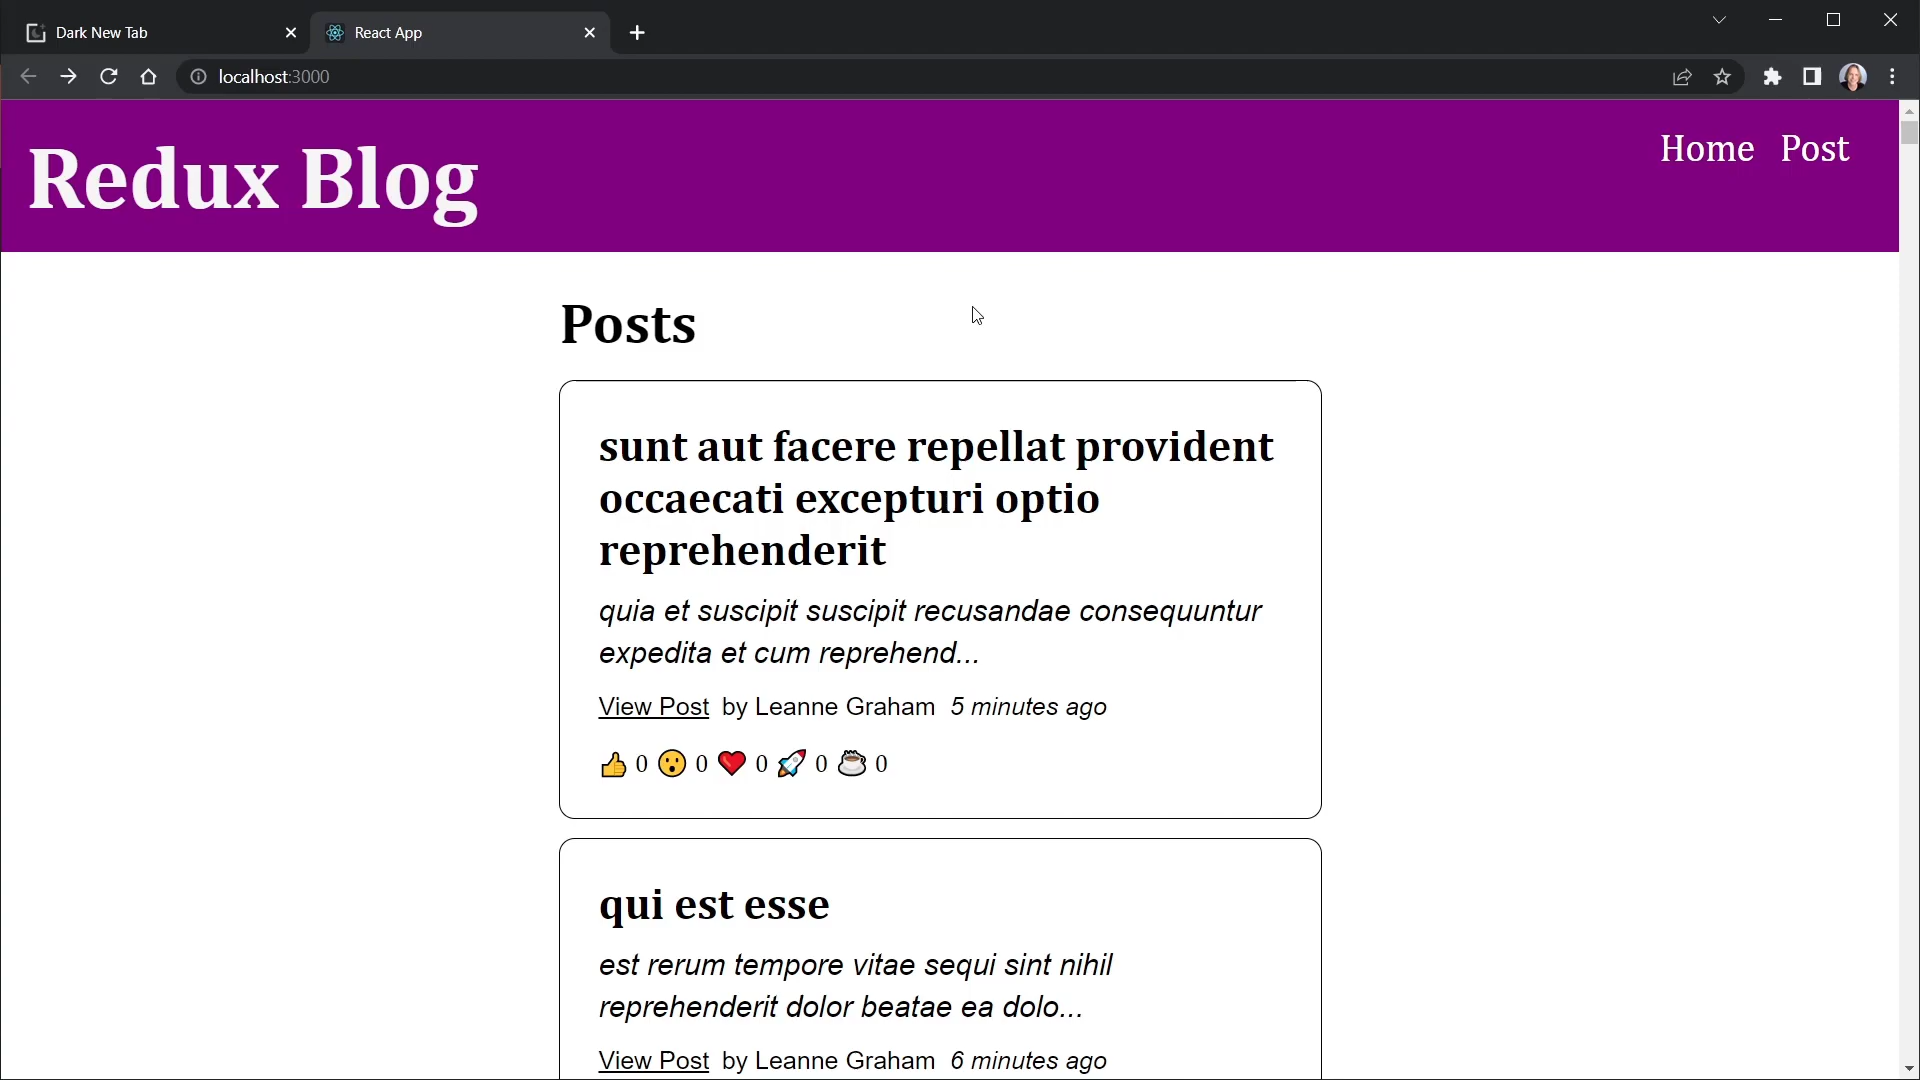 Dark New Tab
React App
localhost:3000
Redux Blog
Home Post
Posts
sunt aut facere repellat provident
occaecati excepturi optio
reprehenderit
quia et suscipit suscipit recusandae consequuntur
expedita et cum reprehend...
View Post by Leanne Graham 5 minutes ago
👍 0 😮 0 ❤️ 0 🚀 0 ☕ 0
qui est esse
est rerum tempore vitae sequi sint nihil
reprehenderit dolor beatae ea dolo...
View Post by Leanne Graham 6 minutes ago